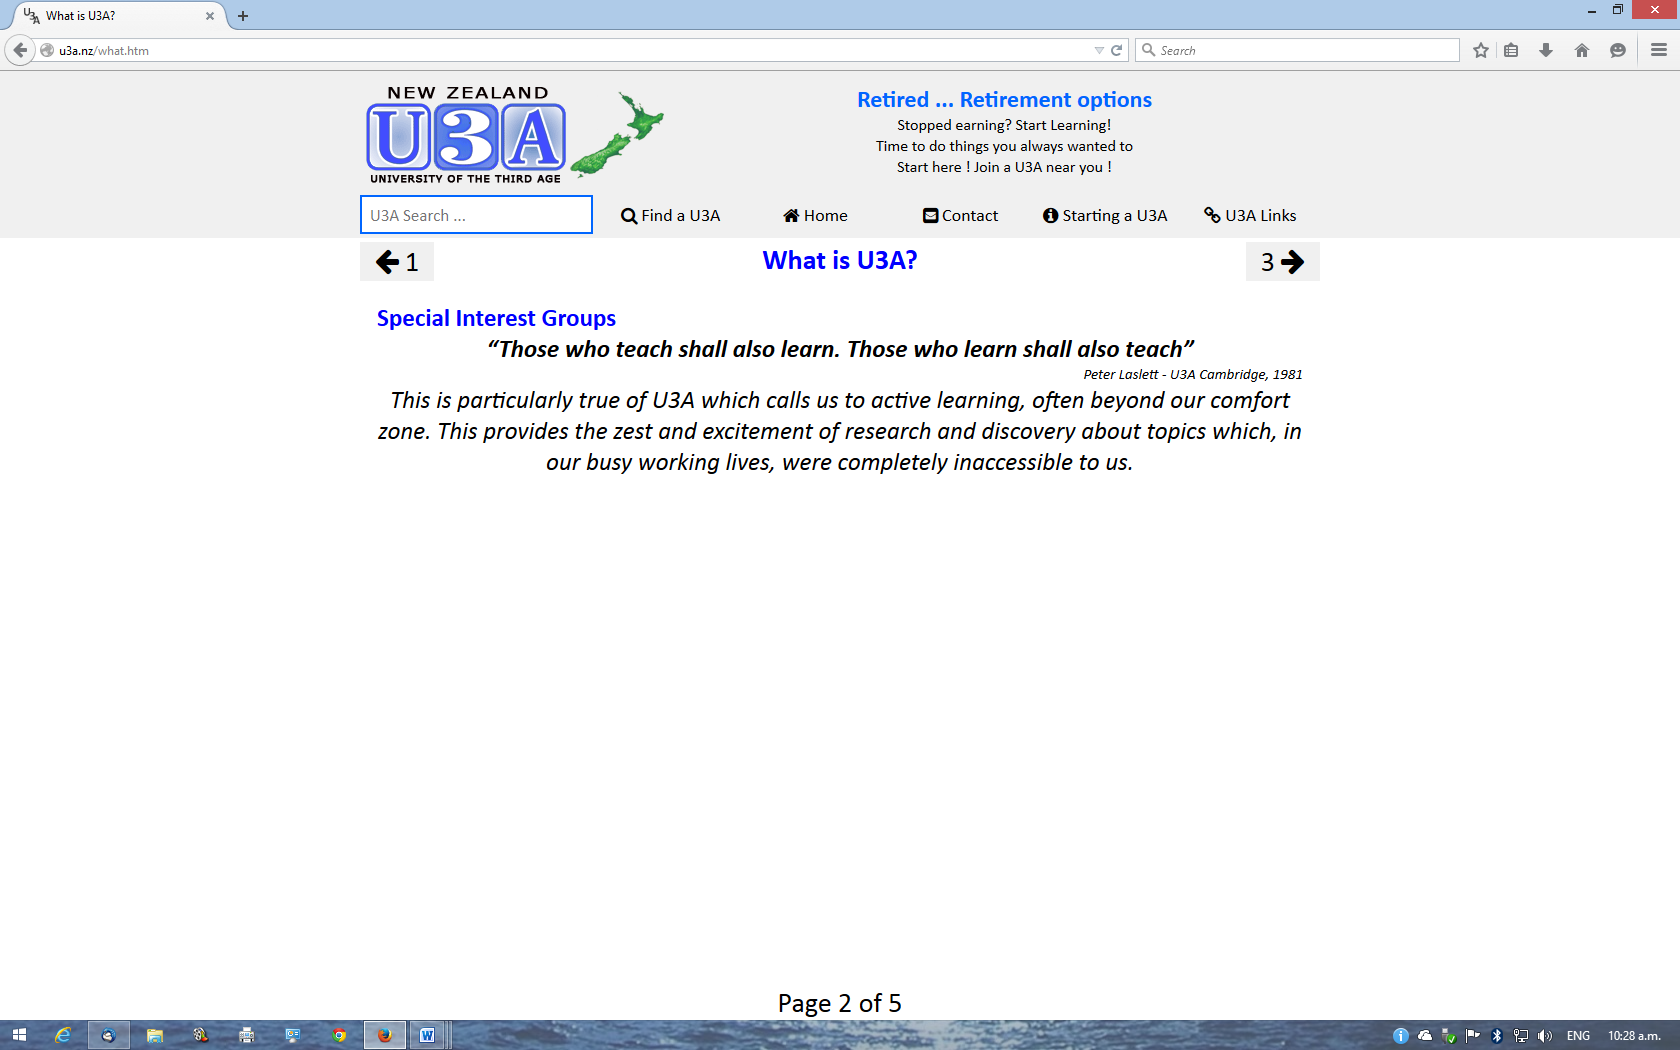 What is U3A?
u3a.nz/what.htm
Search
NEW ZEALAND
U3A
UNIVERSITY OF THE THIRD AGE
Retired ... Retirement options
Stopped earning? Start Learning!
Time to do things you always wanted to
Start here ! Join a U3A near you !
U3A Search ...
Find a U3A
Home
Contact
Starting a U3A
U3A Links
1
What is U3A?
3
Special Interest Groups
“Those who teach shall also learn. Those who learn shall also teach”
Peter Laslett - U3A Cambridge, 1981
This is particularly true of U3A which calls us to active learning, often beyond our comfort
zone. This provides the zest and excitement of research and discovery about topics which, in
our busy working lives, were completely inaccessible to us.
Page 2 of 5
ENG
10:28 a.m.